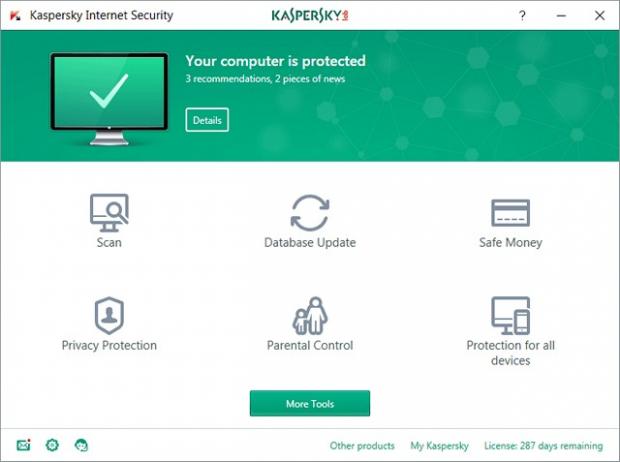 Kaspersky Internet Security
KASPERSKY lab
?
Your computer is protected
3 recommendations, 2 pieces of news
Details
Scan
Database Update
Safe Money
Privacy Protection
Parental Control
Protection for all
devices
More Tools
Other products
My Kaspersky
License: 287 days remaining